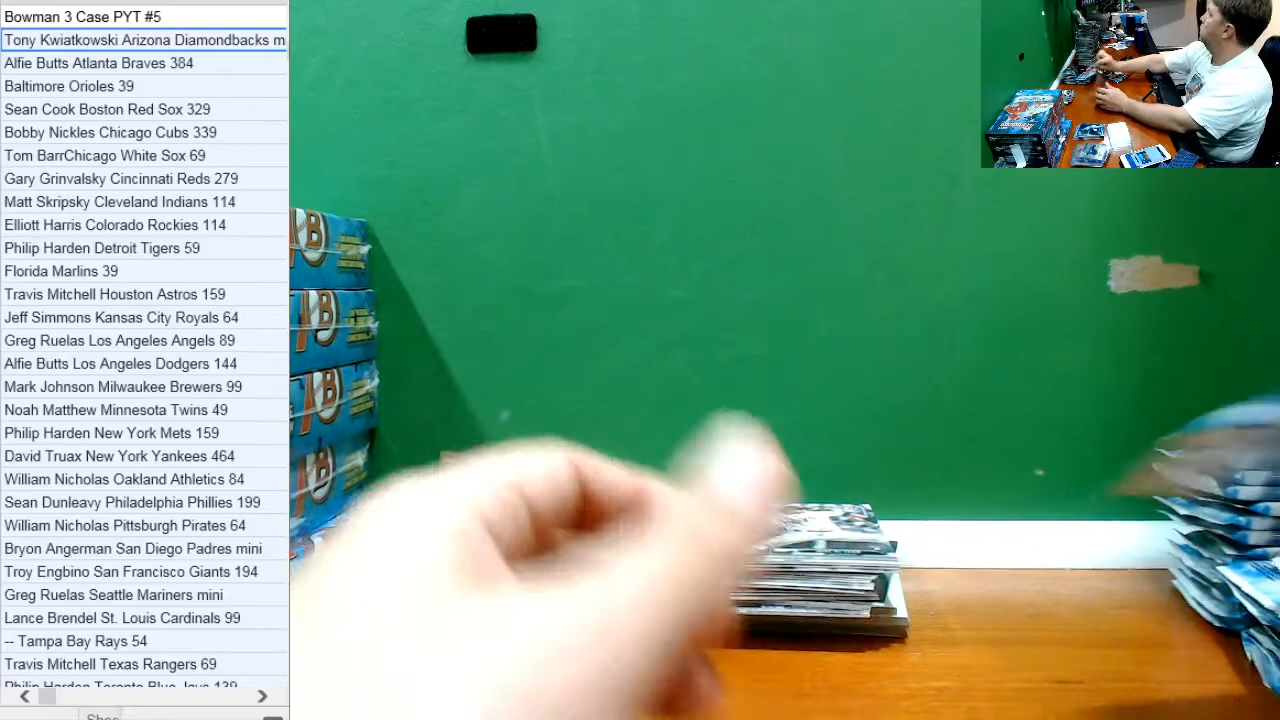 Bowman 3 Case PYT #5
Tony Kwiatkowski Arizona Diamondbacks m
Alfie Butts Atlanta Braves 384
Baltimore Orioles 39
Sean Cook Boston Red Sox 329
Bobby Nickles Chicago Cubs 339
Tom BarrChicago White Sox 69
Gary Grinvalsky Cincinnati Reds 279
Matt Skripsky Cleveland Indians 114
Elliott Harris Colorado Rockies 114
Philip Harden Detroit Tigers 59
Florida Marlins 39
Travis Mitchell Houston Astros 159
Jeff Simmons Kansas City Royals 64
Greg Ruelas Los Angeles Angels 89
Alfie Butts Los Angeles Dodgers 144
Mark Johnson Milwaukee Brewers 99
Noah Matthew Minnesota Twins 49
Philip Harden New York Mets 159
David Truax New York Yankees 464
William Nicholas Oakland Athletics 84
Sean Dunleavy Philadelphia Phillies 199
William Nicholas Pittsburgh Pirates 64
Bryon Angerman San Diego Padres mini
Troy Engbino San Francisco Giants 194
Greg Ruelas Seattle Mariners mini
Lance Brendel St. Louis Cardinals 99
-- Tampa Bay Rays 54
Travis Mitchell Texas Rangers 69
Philip Harden Toronto Blue Jays 139